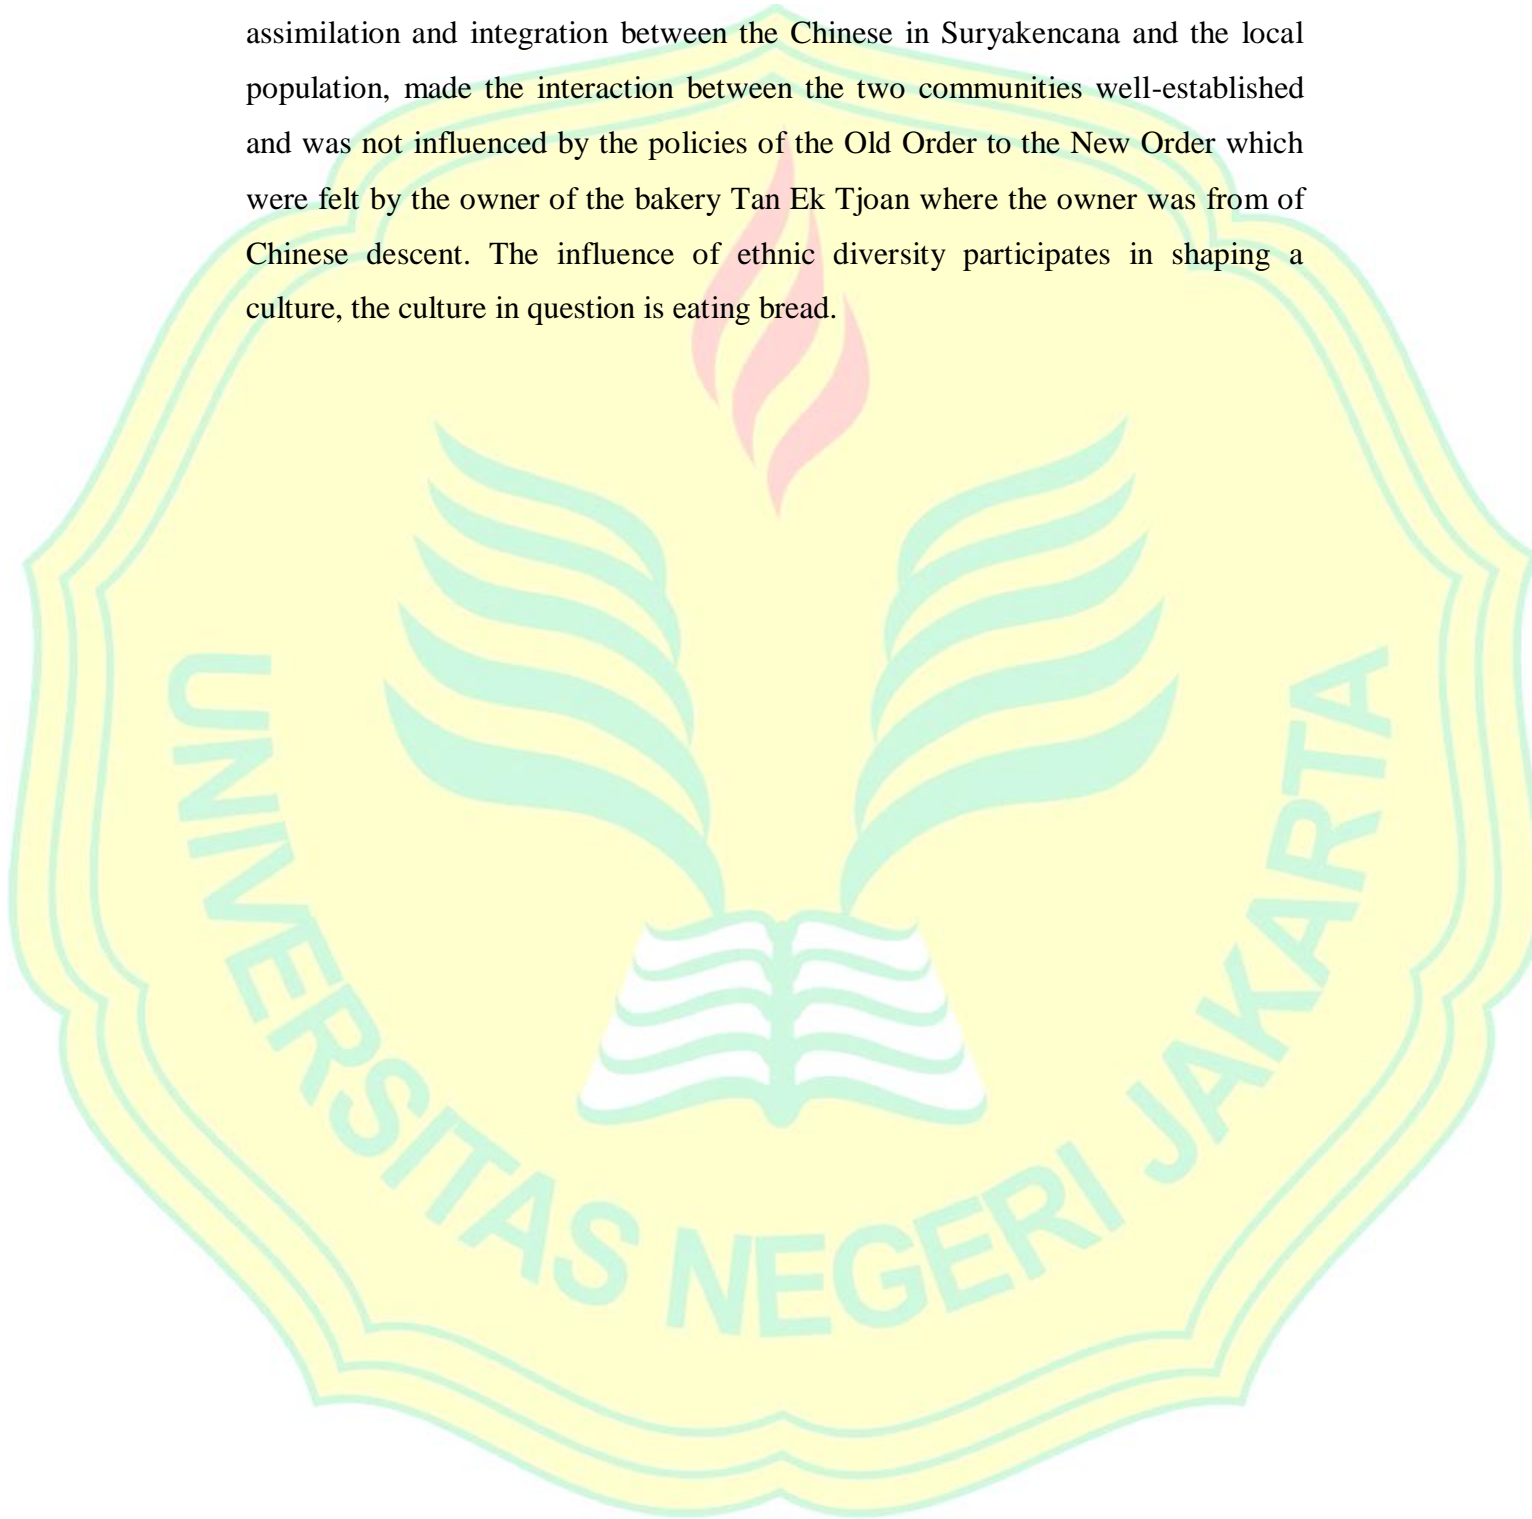 assimilation and integration between the Chinese in Suryakencana and the local
population, made the interaction between the two communities well-established
and was not influenced by the policies of the Old Order to the New Order which
were felt by the owner of the bakery Tan Ek Tjoan where the owner was from of
Chinese descent. The influence of ethnic diversity participates in shaping a
culture, the culture in question is eating bread.
UNIVERSITAS NEGERI JAKARTA